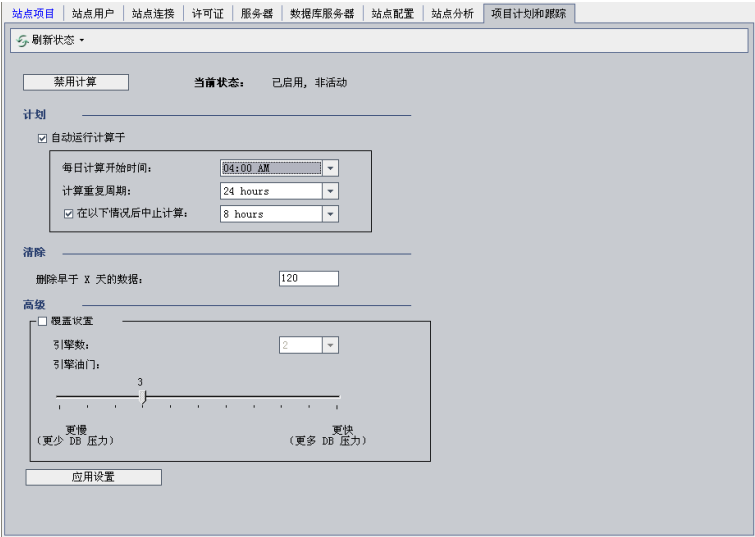 站点项目 站点用户 站点连接 许可证 服务器 数据库服务器 站点配置 站点分析 项目计划和跟踪
刷新状态
禁用计算 当前状态: 已启用, 非活动
计划
自动运行计算于
每日计算开始时间: 04:00 AM
计算重复周期: 24 hours
在以下情况后中止计算: 8 hours
清除
删除早于 X 天的数据: 120
高级
覆盖设置
引擎数: 2
引擎油门:
3
更慢 更快
(更少 DB 压力) (更多 DB 压力)
应用设置